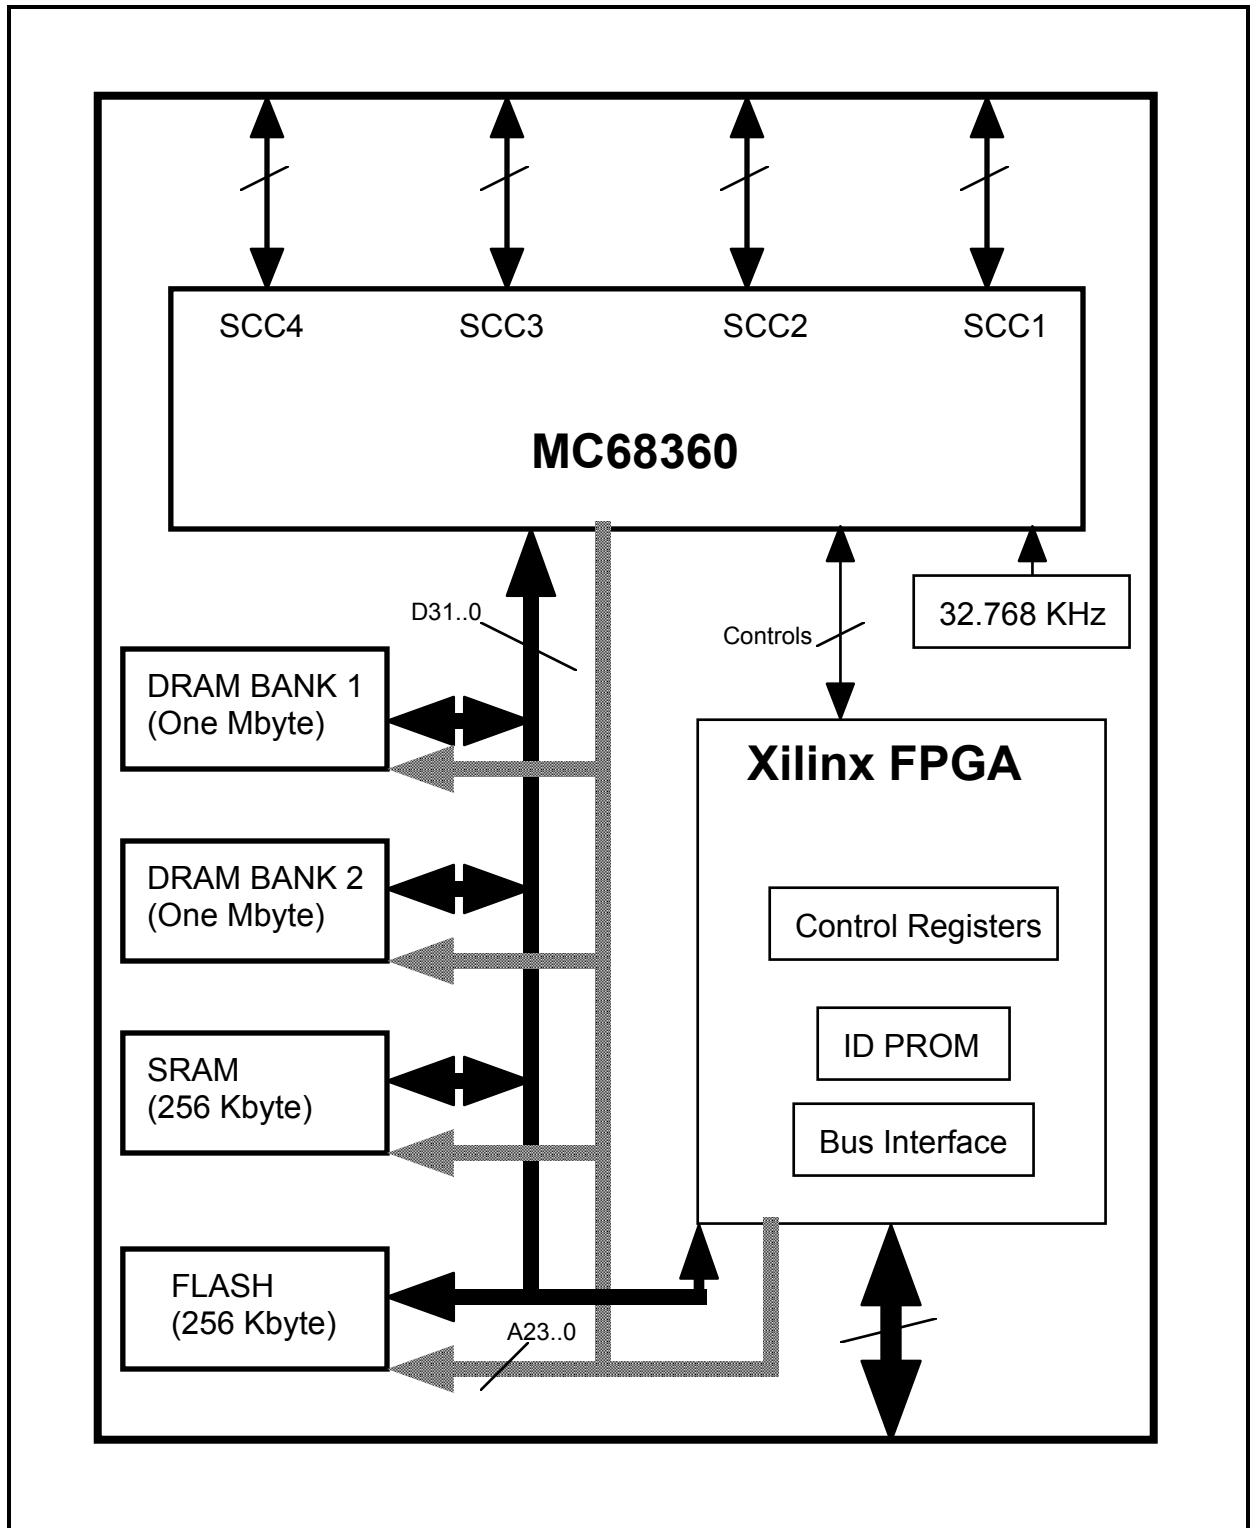 SCC4 SCC3 SCC2 SCC1
MC68360
D31..0
Controls
32.768 KHz
DRAM BANK 1
(One Mbyte)
Xilinx FPGA
DRAM BANK 2
(One Mbyte)
Control Registers
SRAM
(256 Kbyte)
ID PROM
Bus Interface
FLASH
(256 Kbyte)
A23..0